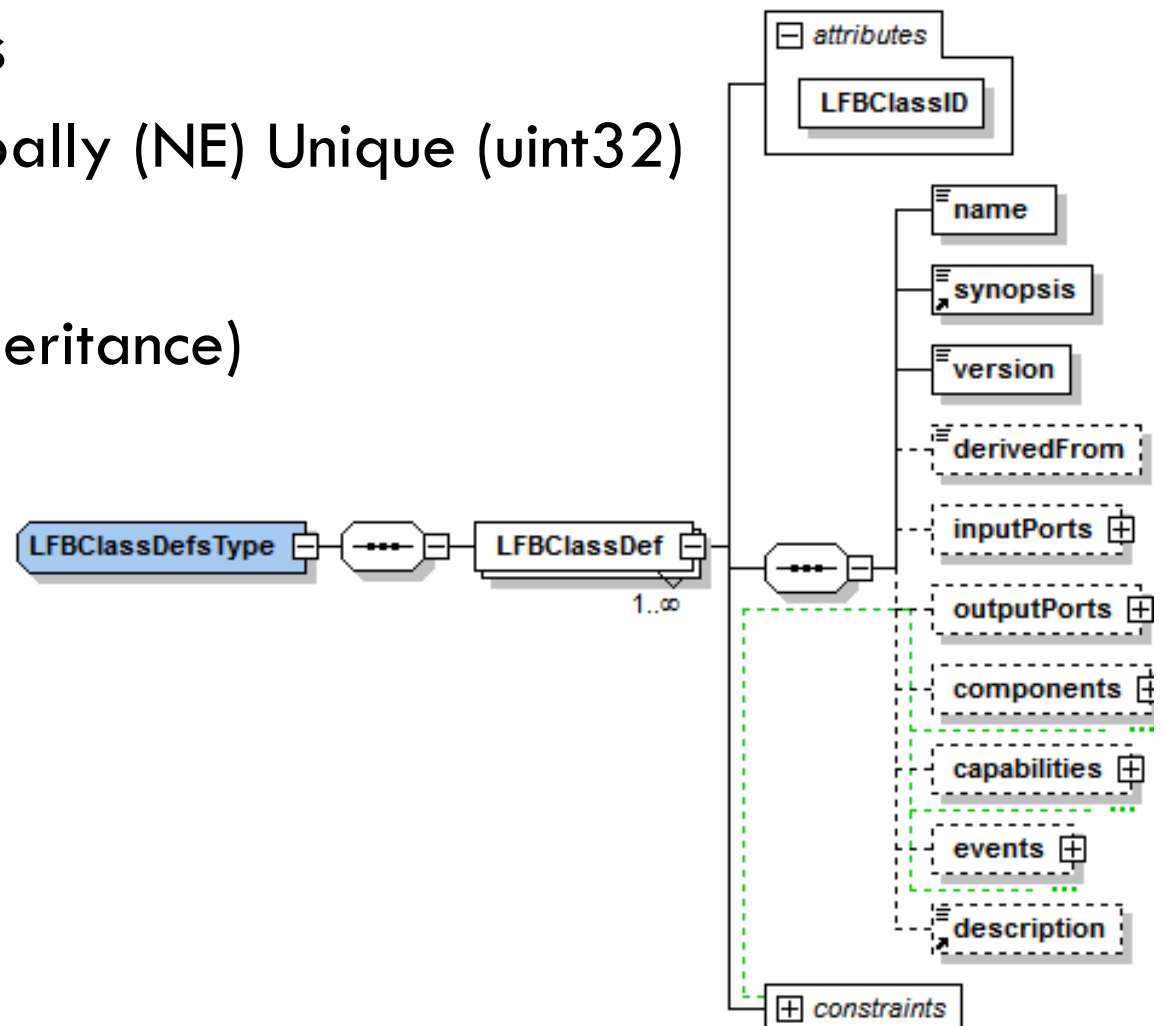 s
bally (NE) Unique (uint32)
eritance)
attributes
LFBClassID
name
synopsis
version
derivedFrom
inputPorts
LFBClassDefsType
LFBClassDef
1..∞
outputPorts
components
capabilities
events
description
constraints